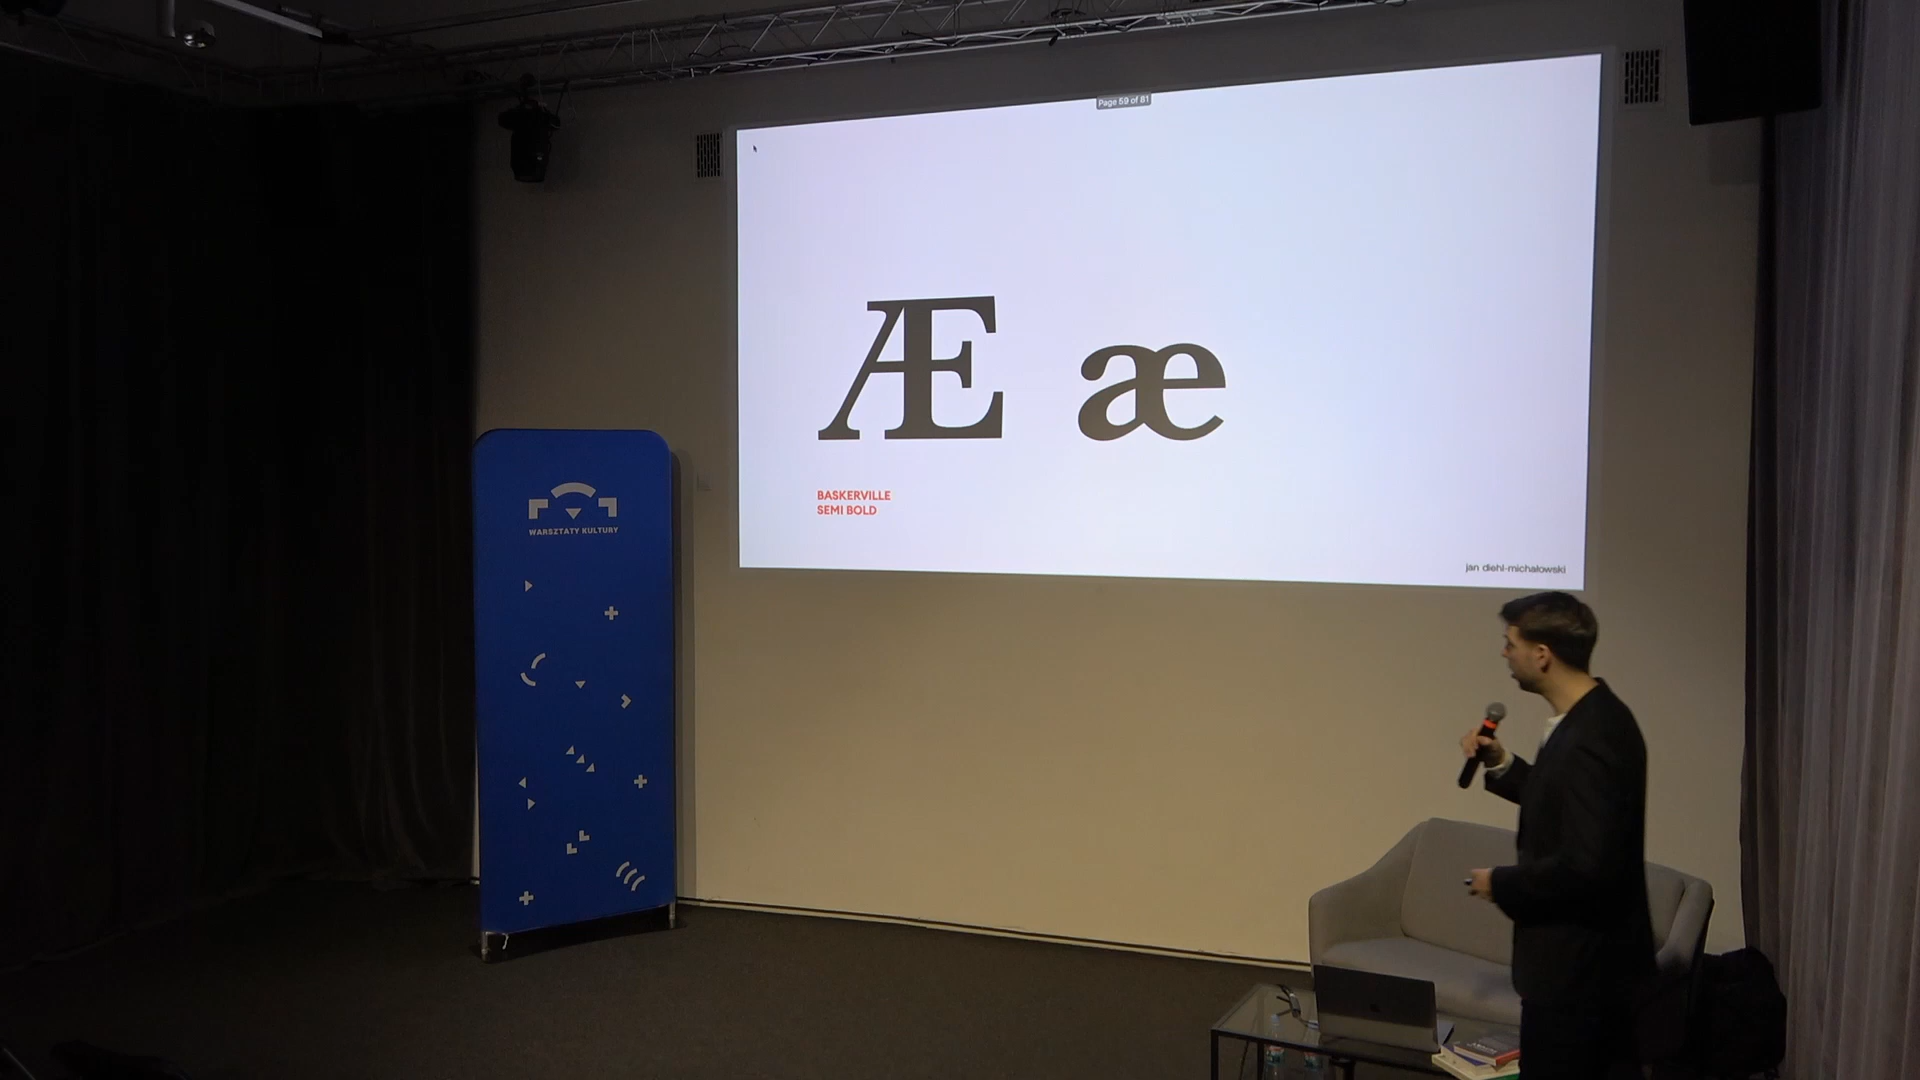 Page 59 of 81
Æ æ
BASKERVILLE
SEMI BOLD
jan diehl-michałowski
WARSZTATY KULTURY